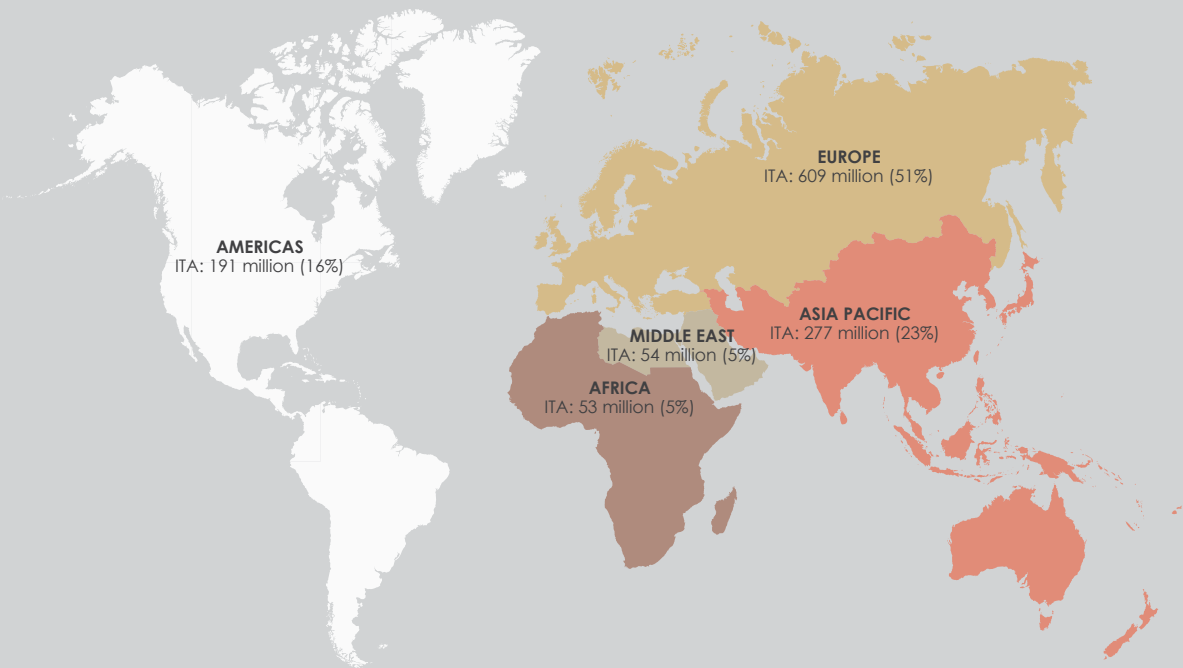 EUROPE
ITA: 609 million (51%)
AMERICAS
ITA: 191 million (16%)
ASIA PACIFIC
ITA: 277 million (23%)
MIDDLE EAST
ITA: 54 million (5%)
AFRICA
ITA: 53 million (5%)